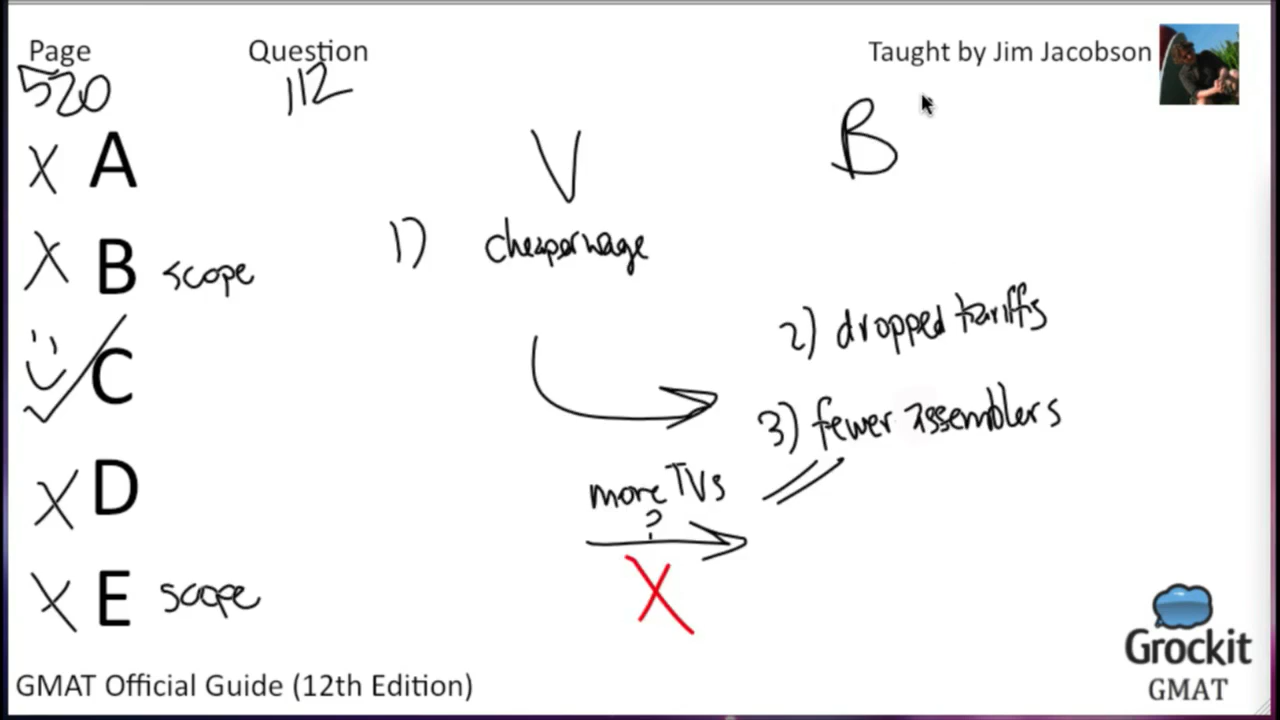 Page Question Taught by Jim Jacobson
520 112
X A V B
X B scope 1) cheaper wage
2) dropped tariffs
C
3) fewer assemblers
more TVs
X D ?
X
X E scope
Grockit
GMAT
GMAT Official Guide (12th Edition)